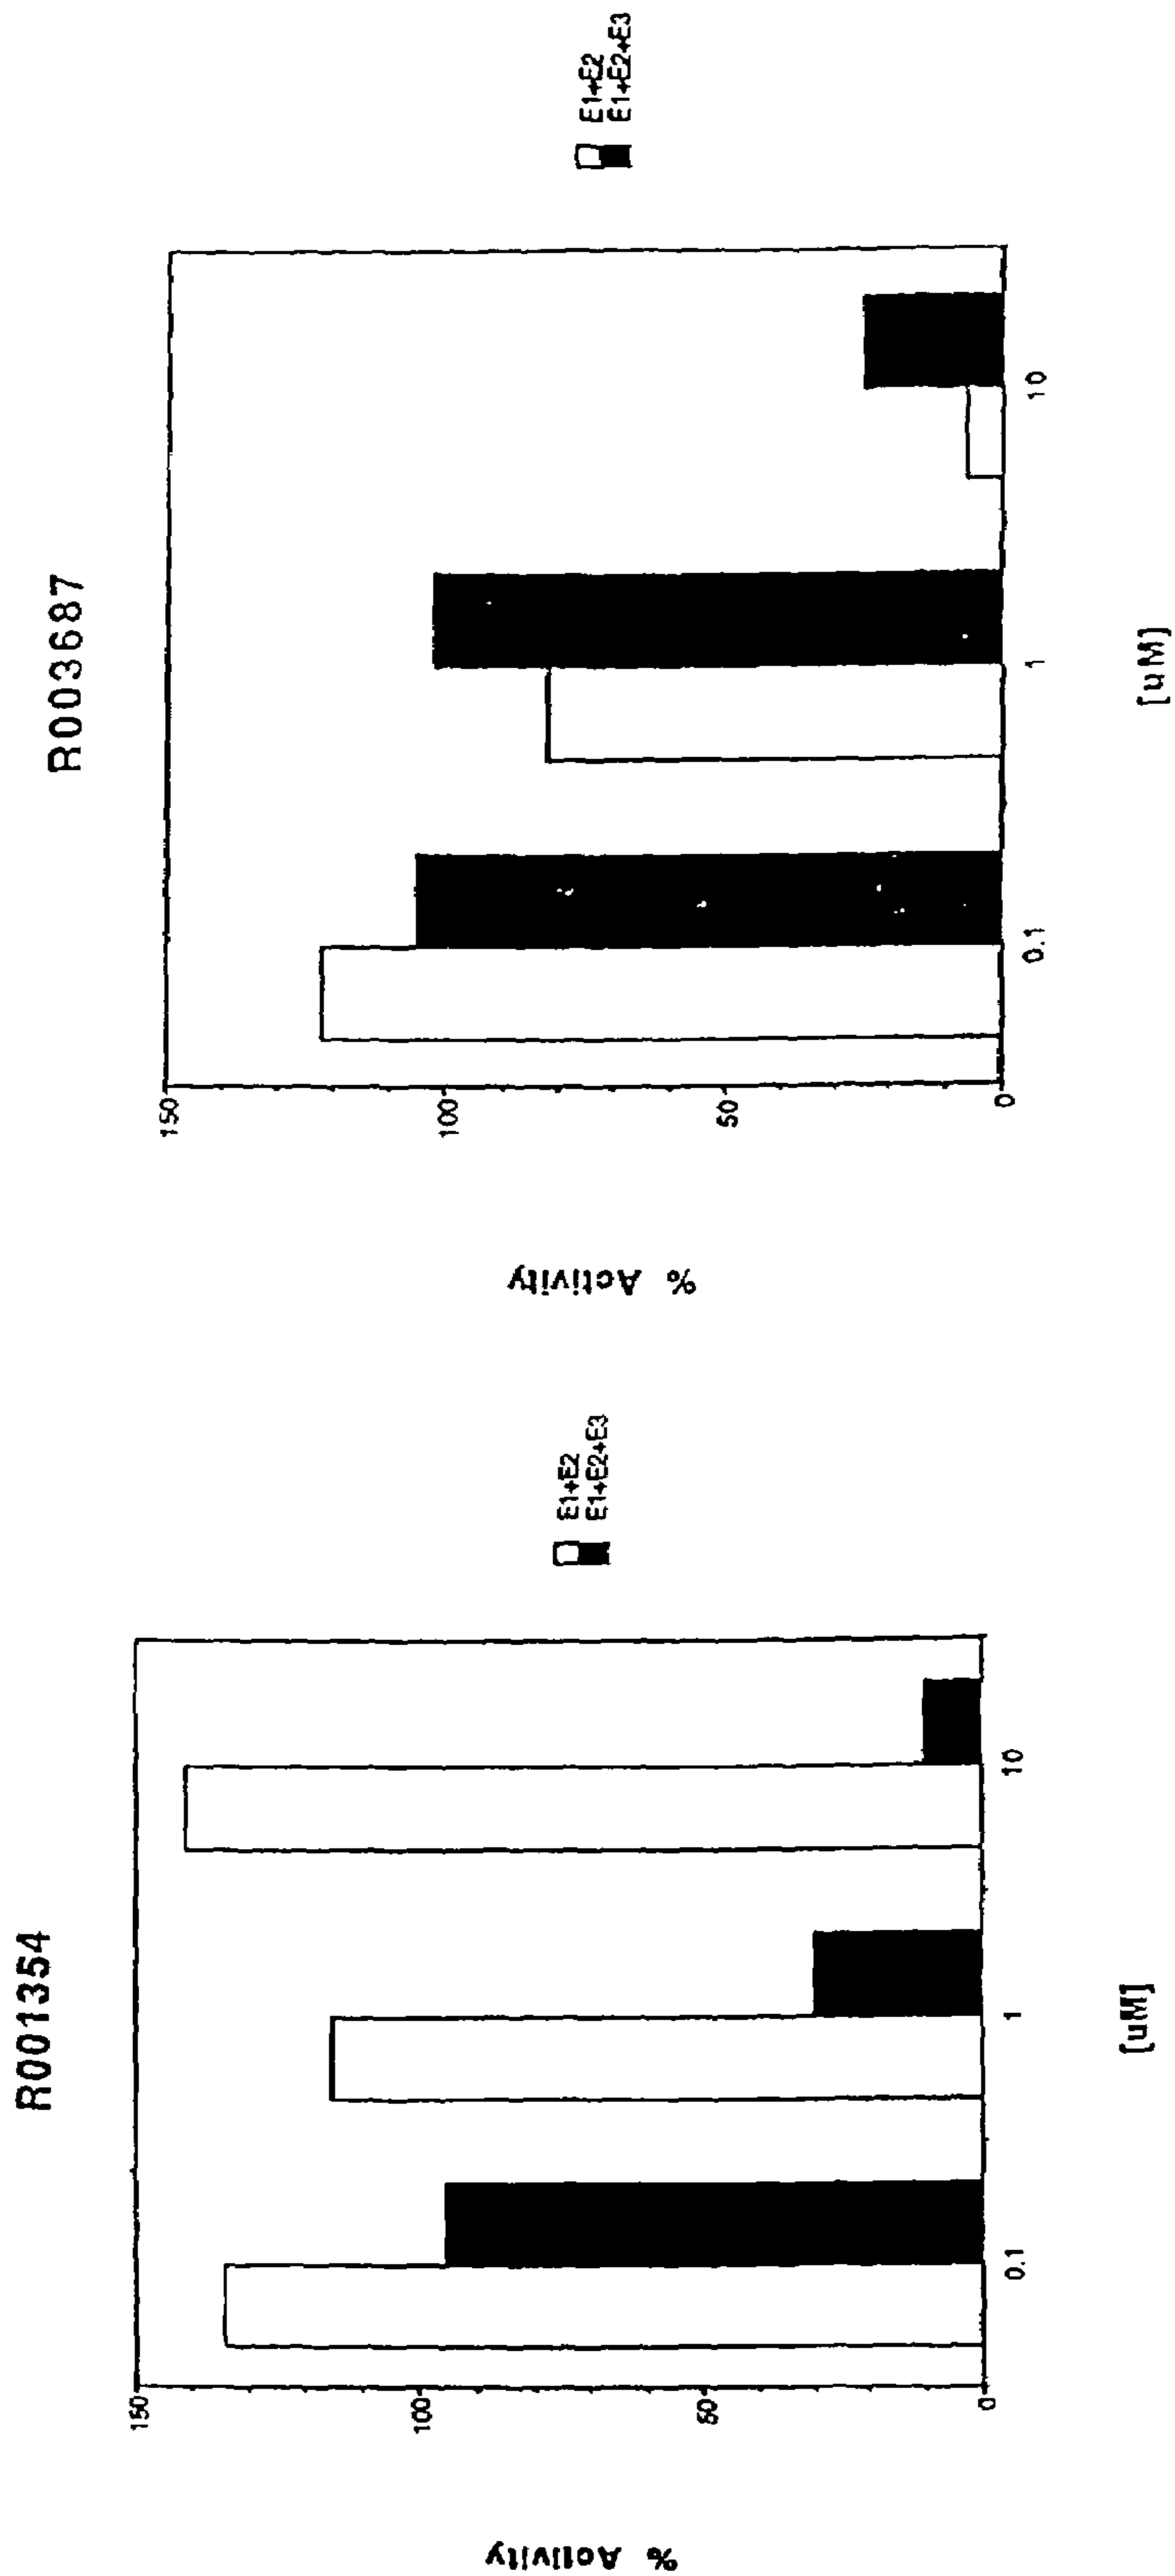 R001354
% Activity
150
100
50
0
0.1
1
10
[uM]
E1+E2
E1+E2+E3
R003687
% Activity
150
100
50
0
0.1
1
10
[uM]
E1+E2
E1+E2+E3